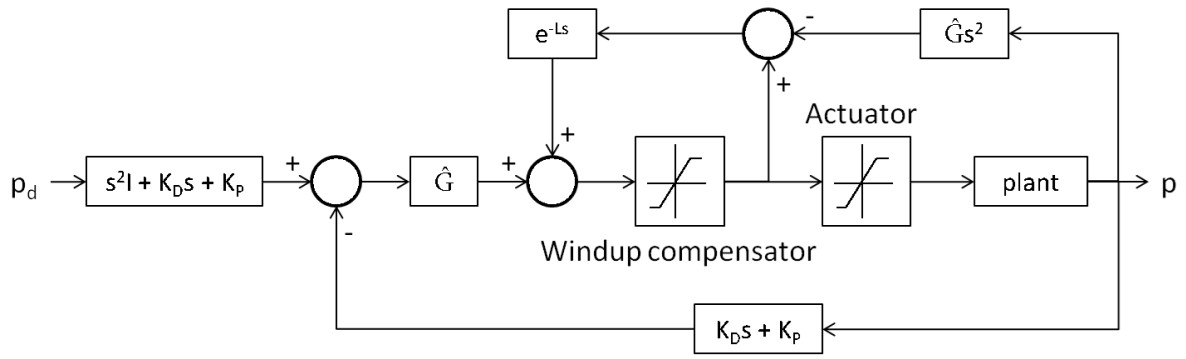 e⁻ᴸˢ
-
Ĝs²
+
Actuator
+
p_d
s²I + K_Ds + K_P
+
Ĝ
+
plant
p
-
Windup compensator
K_Ds + K_P